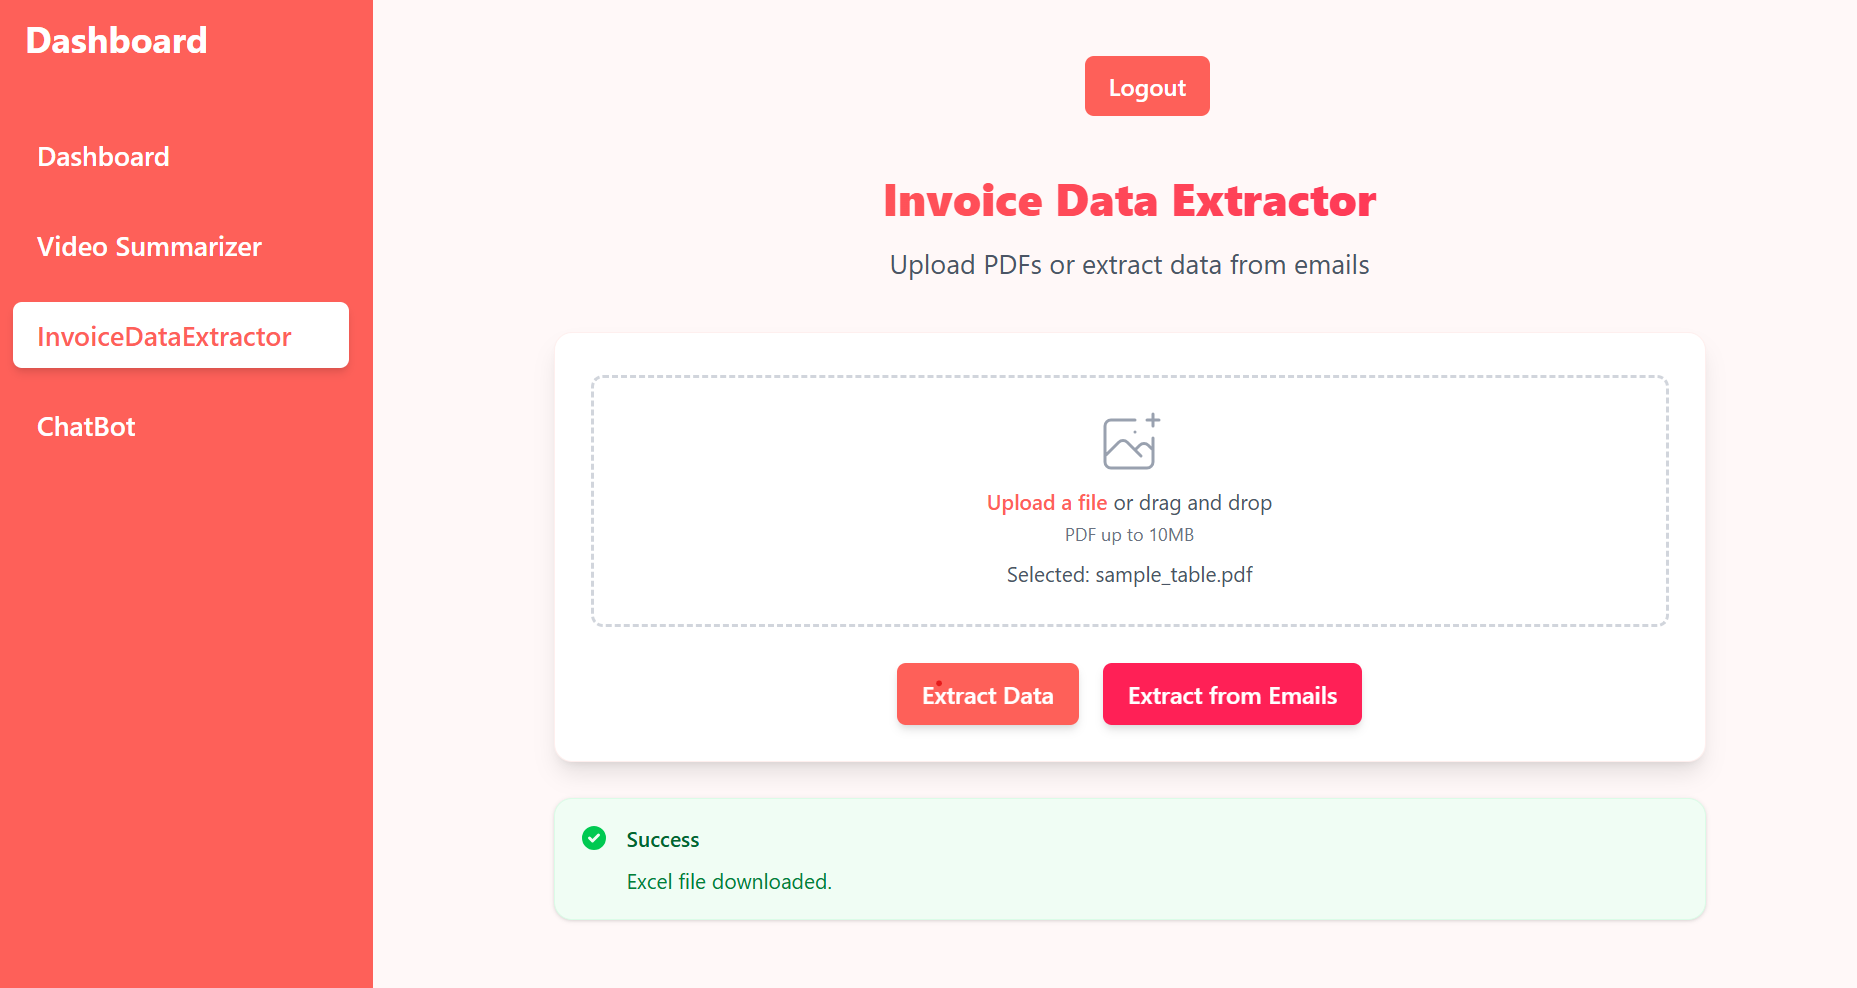 Dashboard
Dashboard
Video Summarizer
InvoiceDataExtractor
ChatBot
Logout
Invoice Data Extractor
Upload PDFs or extract data from emails
Upload a file or drag and drop
PDF up to 10MB
Selected: sample_table.pdf
Extract Data
Extract from Emails
Success
Excel file downloaded.